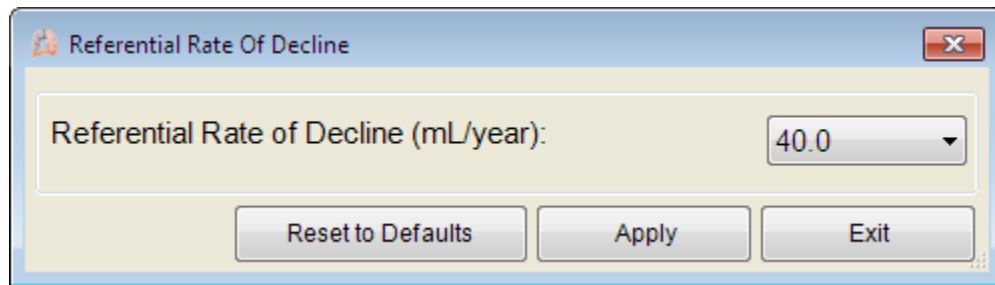 Referential Rate Of Decline
Referential Rate of Decline (mL/year): 40.0
Reset to Defaults Apply Exit